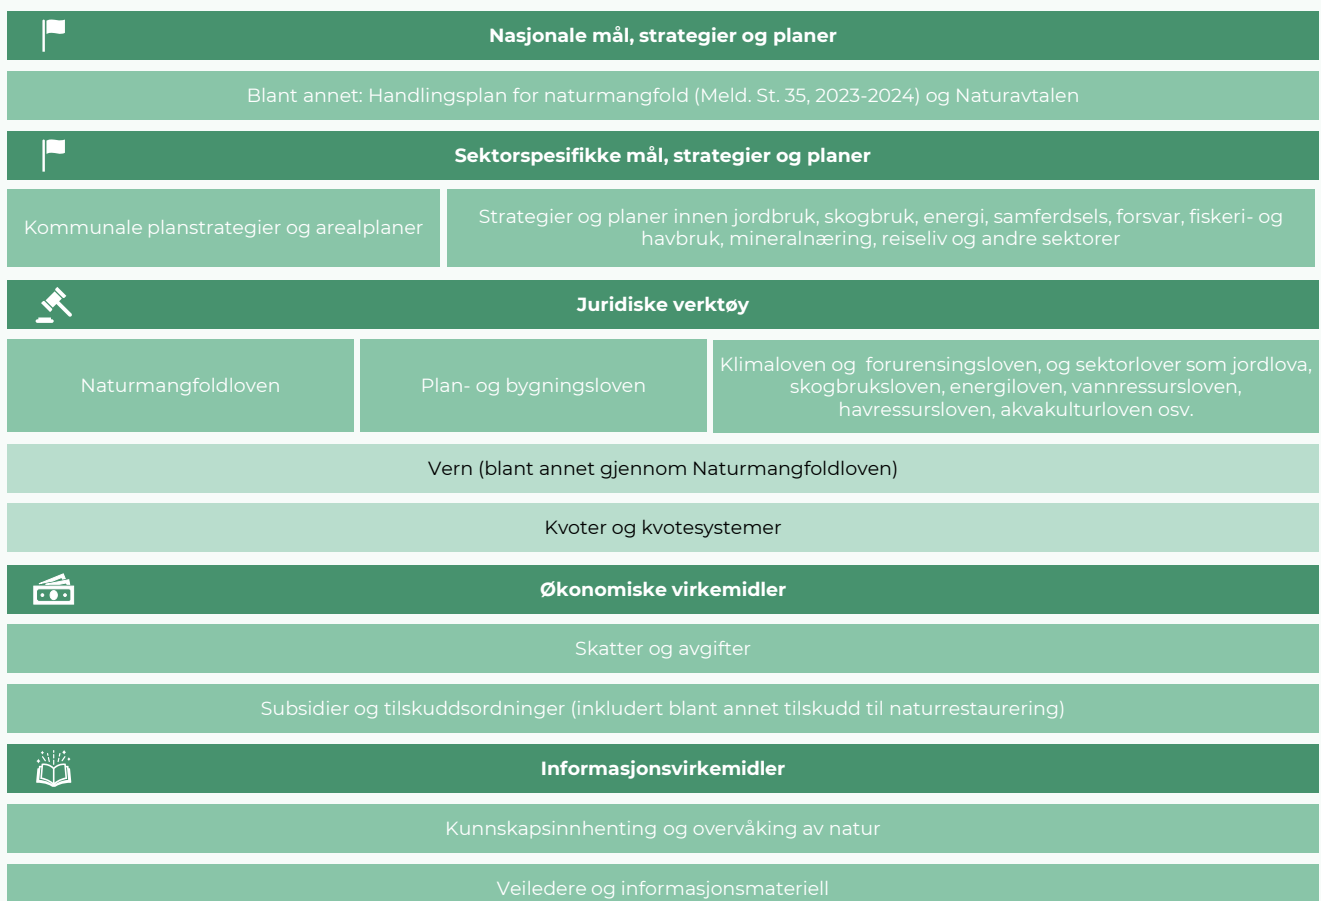 Nasjonale mål, strategier og planer
Blant annet: Handlingsplan for naturmangfold (Meld. St. 35, 2023-2024) og Naturavtalen
Sektorspesifikke mål, strategier og planer
Kommunale planstrategier og arealplaner
Strategier og planer innen jordbruk, skogbruk, energi, samferdsels, forsvar, fiskeri- og
havbruk, mineralnæring, reiseliv og andre sektorer
Juridiske verktøy
Naturmangfoldloven
Plan- og bygningsloven
Klimaloven og forurensingsloven, og sektorlover som jordlova,
skogbruksloven, energiloven, vannressursloven,
havressursloven, akvakulturloven osv.
Vern (blant annet gjennom Naturmangfoldloven)
Kvoter og kvotesystemer
Økonomiske virkemidler
Skatter og avgifter
Subsidier og tilskuddsordninger (inkludert blant annet tilskudd til naturrestaurering)
Informasjonsvirkemidler
Kunnskapsinnhenting og overvåking av natur
Veiledere og informasjonsmateriell